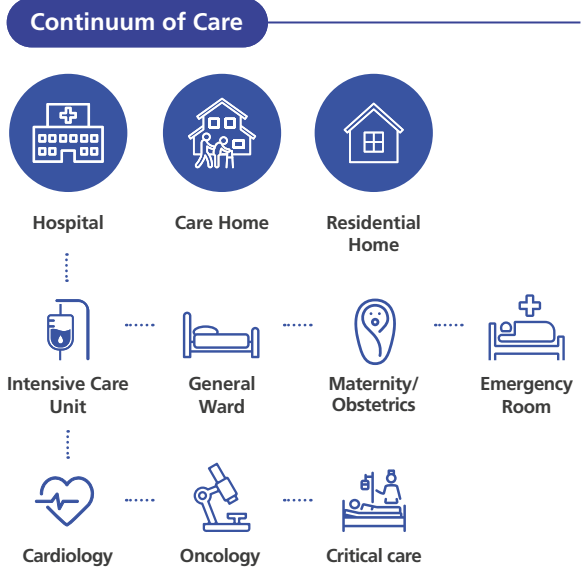 Continuum of Care
Hospital
Care Home
Residential
Home
Intensive Care
Unit
General
Ward
Maternity/
Obstetrics
Emergency
Room
Cardiology
Oncology
Critical care